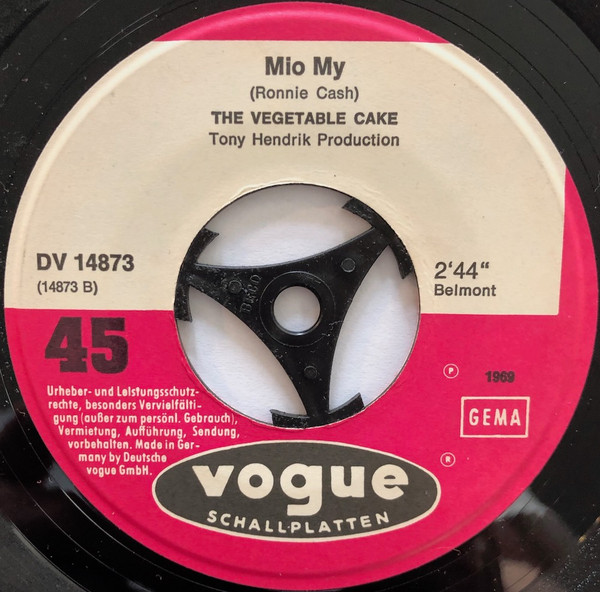 Mio My
(Ronnie Cash)
THE VEGETABLE CAKE
Tony Hendrik Production
DV 14873
(14873 B)
2'44"
Belmont
45
℗ 1969
GEMA
Urheber- und Leistungsschutz-
rechte, besonders Vervielfälti-
gung (außer zum persönl. Gebrauch),
Vermietung, Aufführung, Sendung,
vorbehalten. Made in Ger-
many by Deutsche
vogue GmbH.
®
vogue
SCHALLPLATTEN